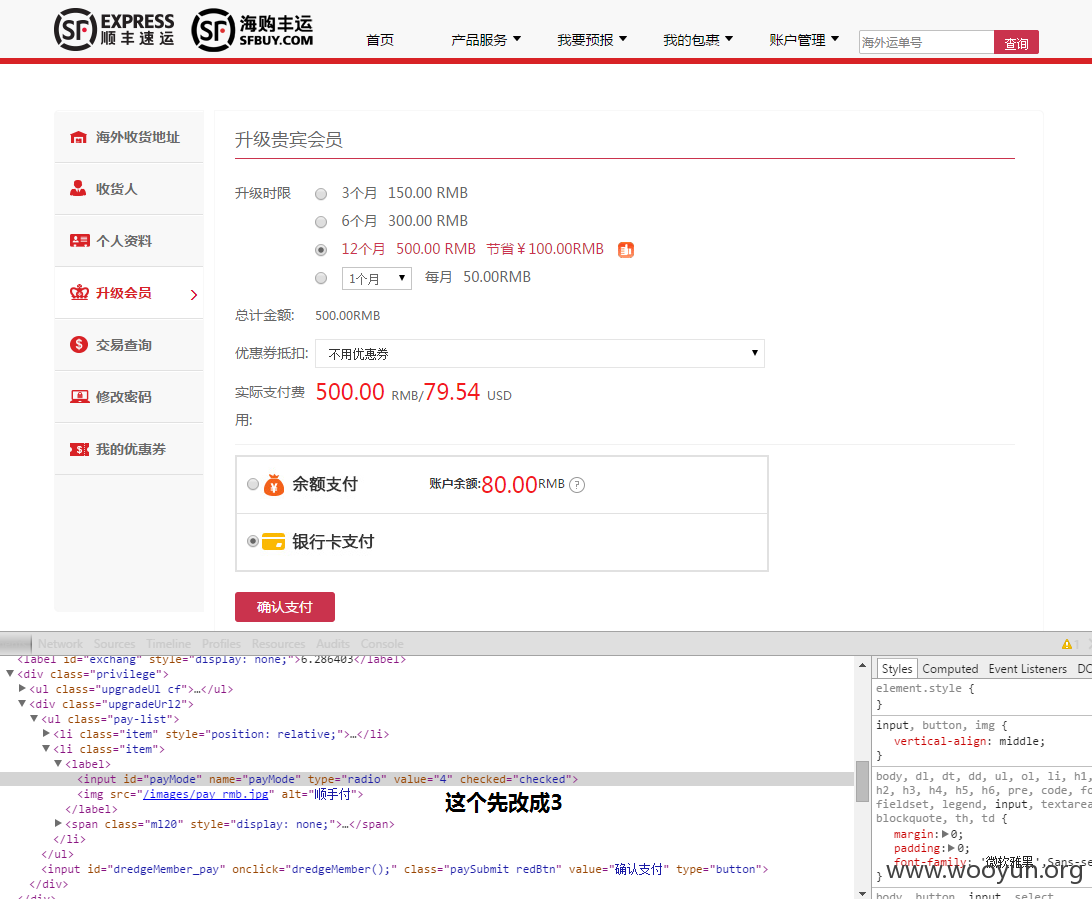 SF EXPRESS 顺丰速运 SF 海购丰运 SFBUY.COM
首页 产品服务 我要预报 我的包裹 账户管理 海外运单号 查询
海外收货地址
收货人
个人资料
升级会员
交易查询
修改密码
我的优惠券
升级贵宾会员
升级时限 3个月 150.00 RMB
6个月 300.00 RMB
12个月 500.00 RMB 节省￥100.00RMB
1个月 每月 50.00RMB
总计金额: 500.00RMB
优惠券抵扣: 不用优惠券
实际支付费用: 500.00 RMB/79.54 USD
余额支付 账户余额:80.00RMB ?
银行卡支付
确认支付
Network Sources Timeline Profiles Resources Audits Console 1
<label id="exchang" style="display: none;">6.286403</label>
<div class="privilege">
<ul class="upgradeUl cf">…</ul>
<div class="upgradeUrl2">
<ul class="pay-list">
<li class="item" style="position: relative;">…</li>
<li class="item">
<label>
<input id="payMode" name="payMode" type="radio" value="4" checked="checked">
<img src="/images/pay_rmb.jpg" alt="顺手付">
这个先改成3
</label>
<span class="ml20" style="display: none;">…</span>
</li>
</ul>
<input id="dredgeMember_pay" onclick="dredgeMember();" class="paySubmit redBtn" value="确认支付" type="button">
</div>
</div>
Styles Computed Event Listeners DO
element.style {
}
input, button, img {
vertical-align: middle;
}
body, dl, dt, dd, ul, ol, li, h1,
h2, h3, h4, h5, h6, pre, code, fo
fieldset, legend, input, textarea
blockquote, th, td {
margin: 0;
padding: 0;
font-family: '微软雅黑',Sans-se
}
www.wooyun.org
body, button, input, select,